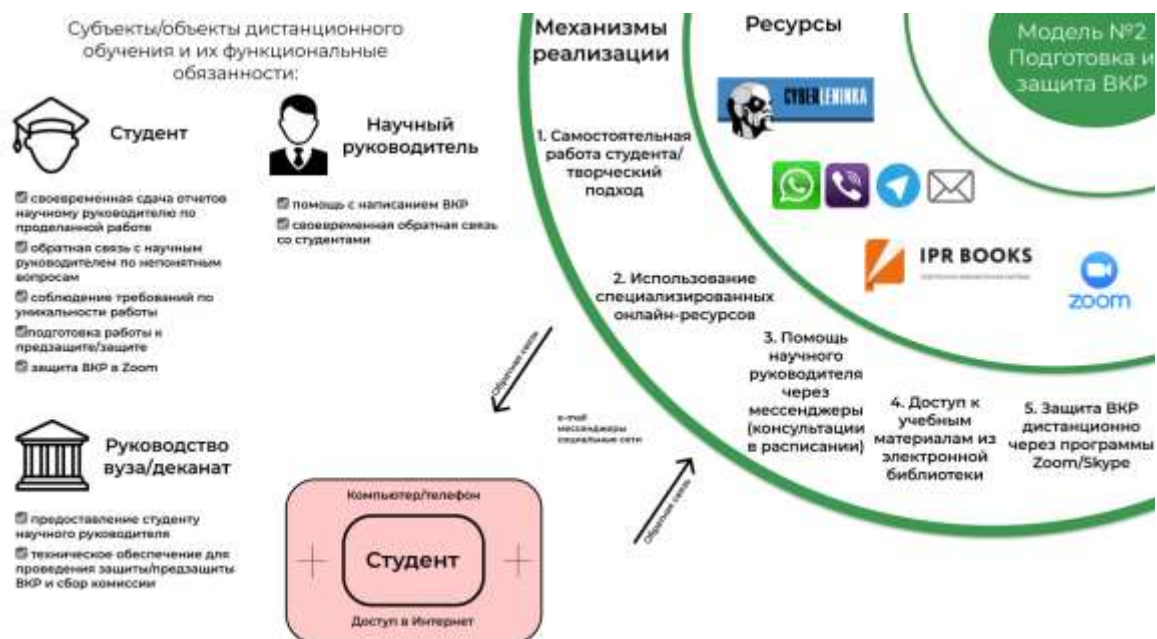 Субъекты/объекты дистанционного
обучения и их функциональные
обязанности:
Студент
своевременная сдача отчетов
научному руководителю по
проделанной работе
обратная связь с научным
руководителем по непонятным
вопросам
соблюдение требований по
уникальности работы
подготовка работы к
предзащите/защите
защита ВКР в Zoom
Научный
руководитель
помощь с написанием ВКР
своевременная обратная связь
со студентами
Руководство
вуза/деканат
предоставление студенту
научного руководителя
техническое обеспечение для
проведения защиты/предзащиты
ВКР и сбор комиссии
Компьютер/телефон
Студент
Доступ в Интернет
Обратная связь
e-mail
мессенджеры
социальные сети
Обратная связь
Механизмы
реализации
1. Самостоятельная
работа студента/
творческий
подход
2. Использование
специализированных
онлайн-ресурсов
3. Помощь
научного
руководителя
через
мессенджеры
(консультации
в расписании)
4. Доступ к
учебным
материалам из
электронной
библиотеки
5. Защита ВКР
дистанционно
через программы
Zoom/Skype
Ресурсы
CYBERLENINKA
IPR BOOKS
zoom
Модель №2
Подготовка и
защита ВКР